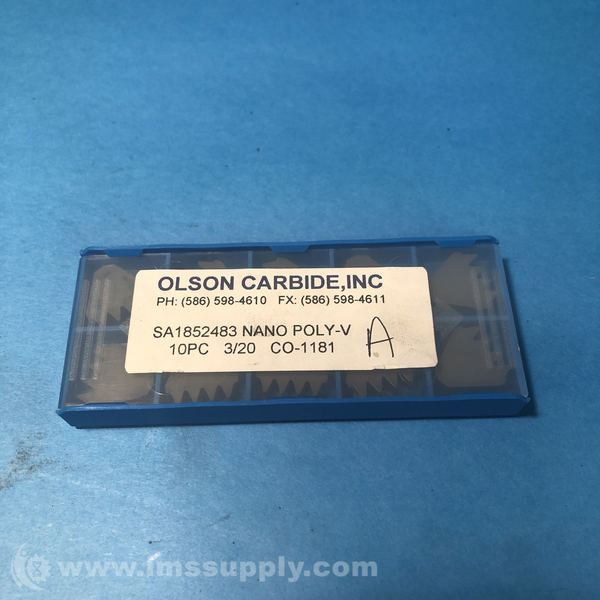 OLSON CARBIDE,INC
PH: (586) 598-4610 FX: (586) 598-4611
SA1852483 NANO POLY-V
10PC 3/20 CO-1181 A
www.imssupply.com